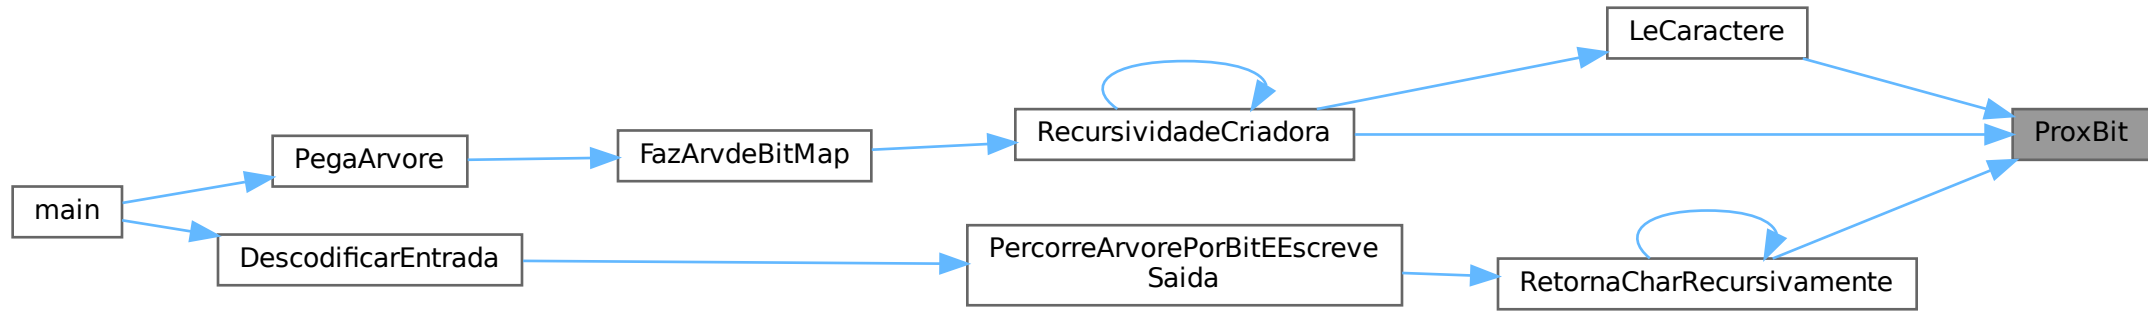 main
PegaArvore
DescodificarEntrada
FazArvdeBitMap
PercorreArvorePorBitEEscreve
Saida
RecursividadeCriadora
RetornaCharRecursivamente
LeCaractere
ProxBit